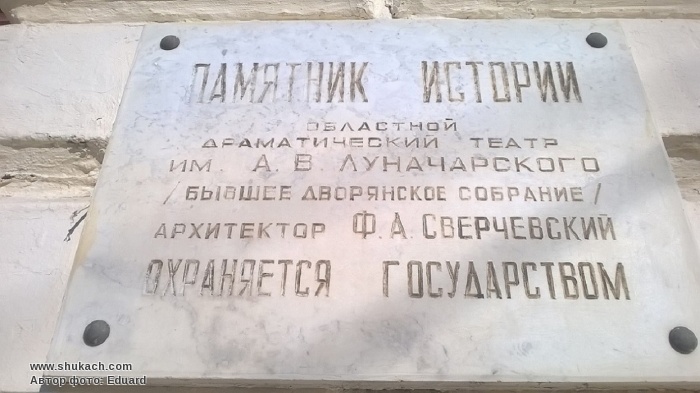 ПАМЯТНИК ИСТОРИИ
ОБЛАСТНОЙ
ДРАМАТИЧЕСКИЙ ТЕАТР
ИМ. А. В. ЛУНАЧАРСКОГО
/ БЫВШЕЕ ДВОРЯНСКОЕ СОБРАНИЕ /
АРХИТЕКТОР Ф. А. СВЕРЧЕВСКИЙ
ОХРАНЯЕТСЯ ГОСУДАРСТВОМ
www.shukach.com
Автор фото: Eduard